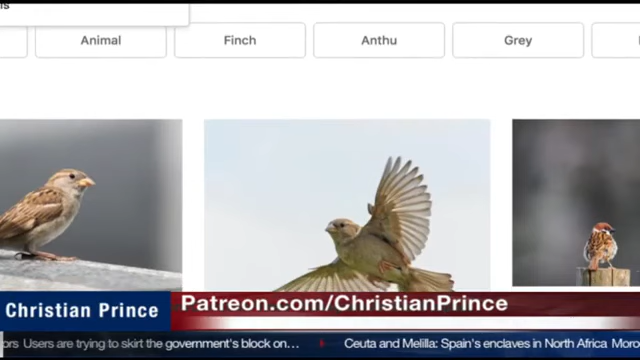 Animal
Finch
Anthu
Grey
Christian Prince
Patreon.com/ChristianPrince
Users are trying to skirt the government's block on...
Ceuta and Melilla: Spain's enclaves in North Africa